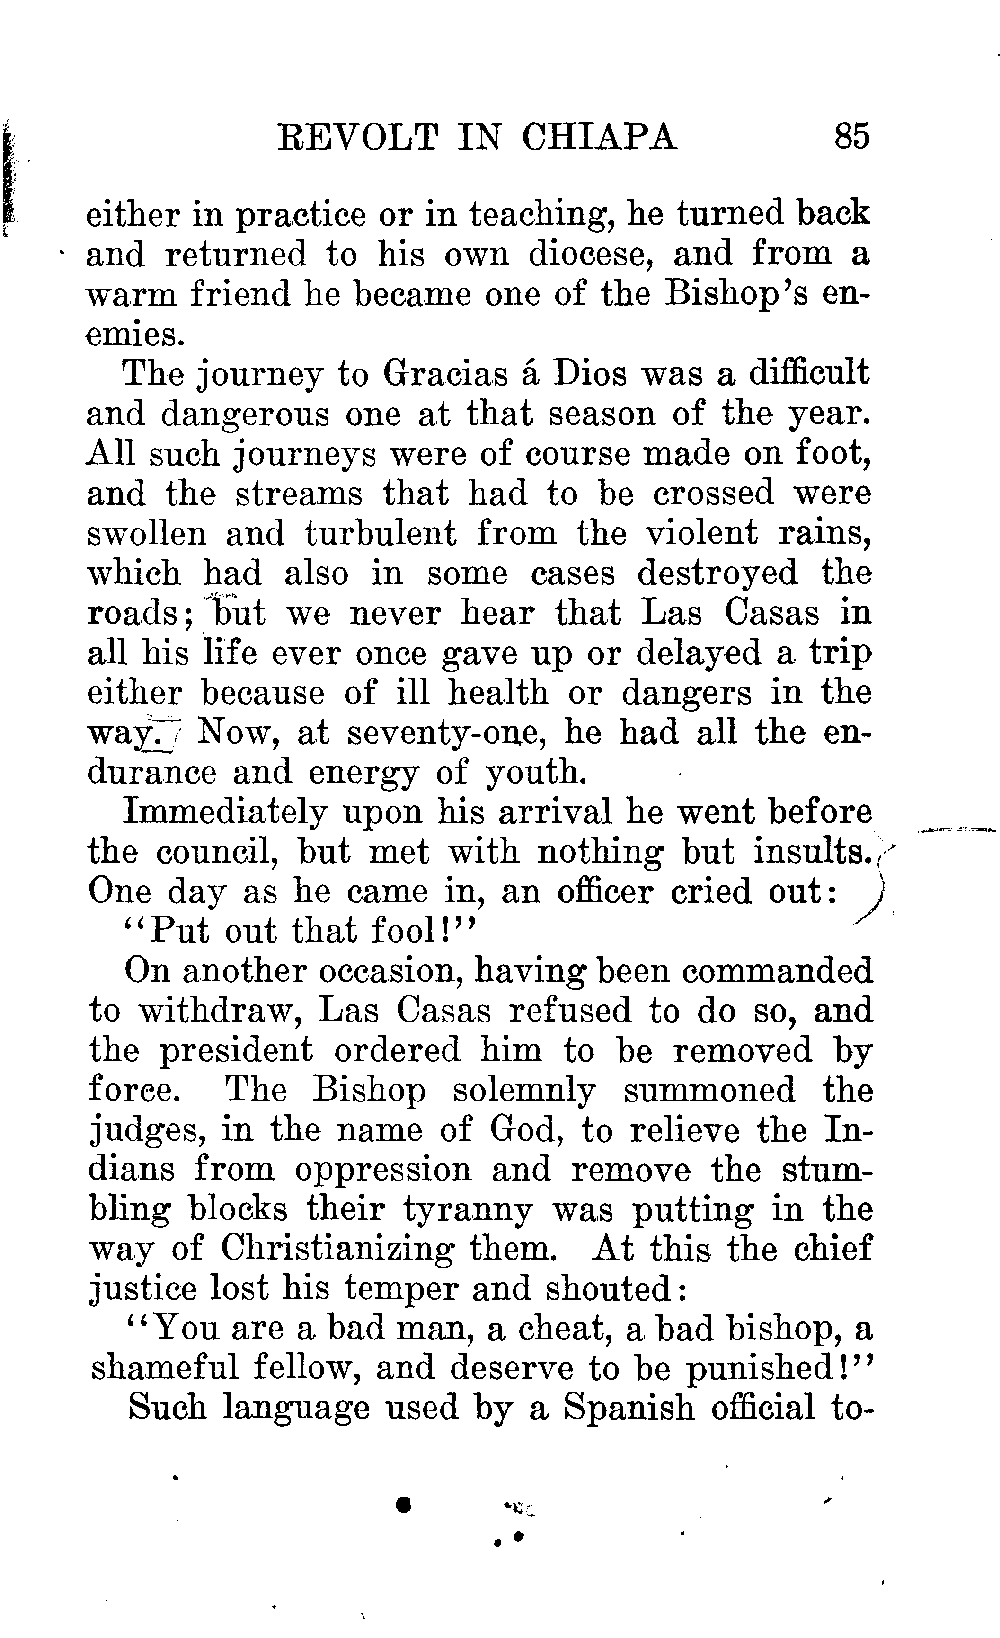 REVOLT IN CHIAPA 85
either in practice or in teaching, he turned back
and returned to his own diocese, and from a
warm friend he became one of the Bishop's en-
emies.
The journey to Gracias á Dios was a difficult
and dangerous one at that season of the year.
All such journeys were of course made on foot,
and the streams that had to be crossed were
swollen and turbulent from the violent rains,
which had also in some cases destroyed the
roads; but we never hear that Las Casas in
all his life ever once gave up or delayed a trip
either because of ill health or dangers in the
way. Now, at seventy-one, he had all the en-
durance and energy of youth.
Immediately upon his arrival he went before
the council, but met with nothing but insults.
One day as he came in, an officer cried out:
"Put out that fool!"
On another occasion, having been commanded
to withdraw, Las Casas refused to do so, and
the president ordered him to be removed by
force. The Bishop solemnly summoned the
judges, in the name of God, to relieve the In-
dians from oppression and remove the stum-
bling blocks their tyranny was putting in the
way of Christianizing them. At this the chief
justice lost his temper and shouted:
"You are a bad man, a cheat, a bad bishop, a
shameful fellow, and deserve to be punished!"
Such language used by a Spanish official to-